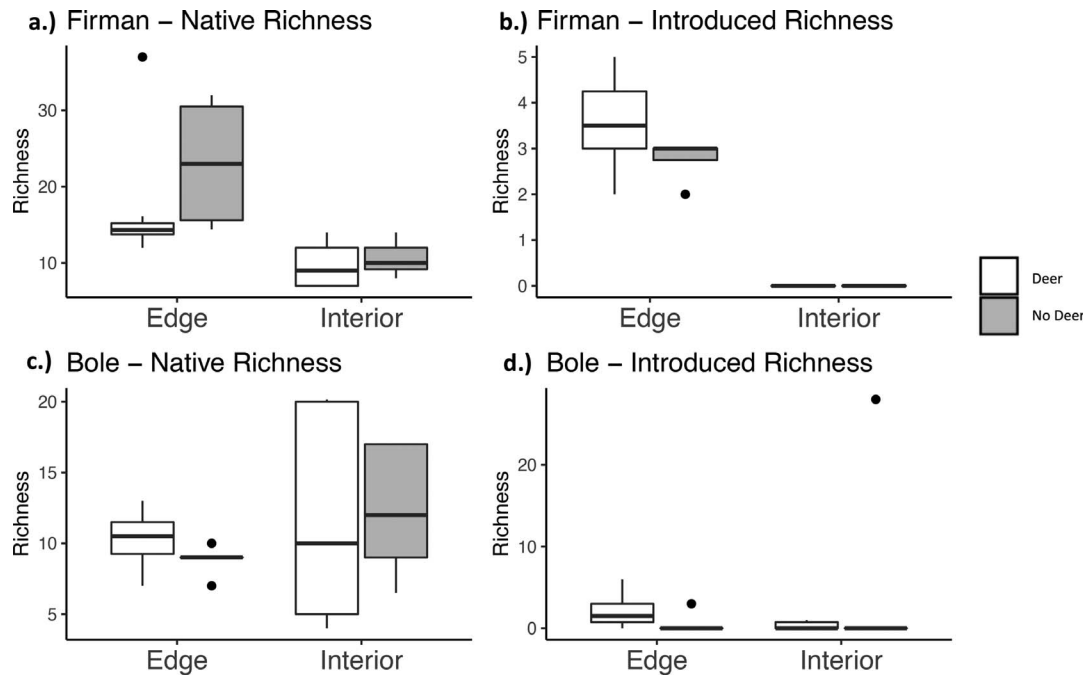 a.) Firman – Native Richness
Richness
30
20
10
Edge
Interior
b.) Firman – Introduced Richness
Richness
5
4
3
2
1
0
Edge
Interior
Deer
No Deer
c.) Bole – Native Richness
Richness
20
15
10
5
Edge
Interior
d.) Bole – Introduced Richness
Richness
20
10
0
Edge
Interior